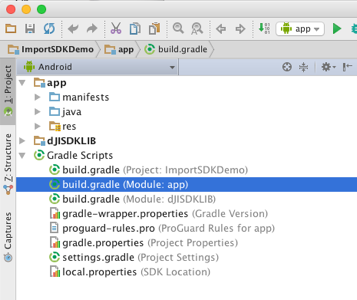 app
ImportSDKDemo app build.gradle
1: Project
7: Structure
Captures
Android
app
manifests
java
res
dJISDKLIB
Gradle Scripts
build.gradle (Project: ImportSDKDemo)
build.gradle (Module: app)
build.gradle (Module: dJISDKLIB)
gradle-wrapper.properties (Gradle Version)
proguard-rules.pro (ProGuard Rules for app)
gradle.properties (Project Properties)
settings.gradle (Project Settings)
local.properties (SDK Location)